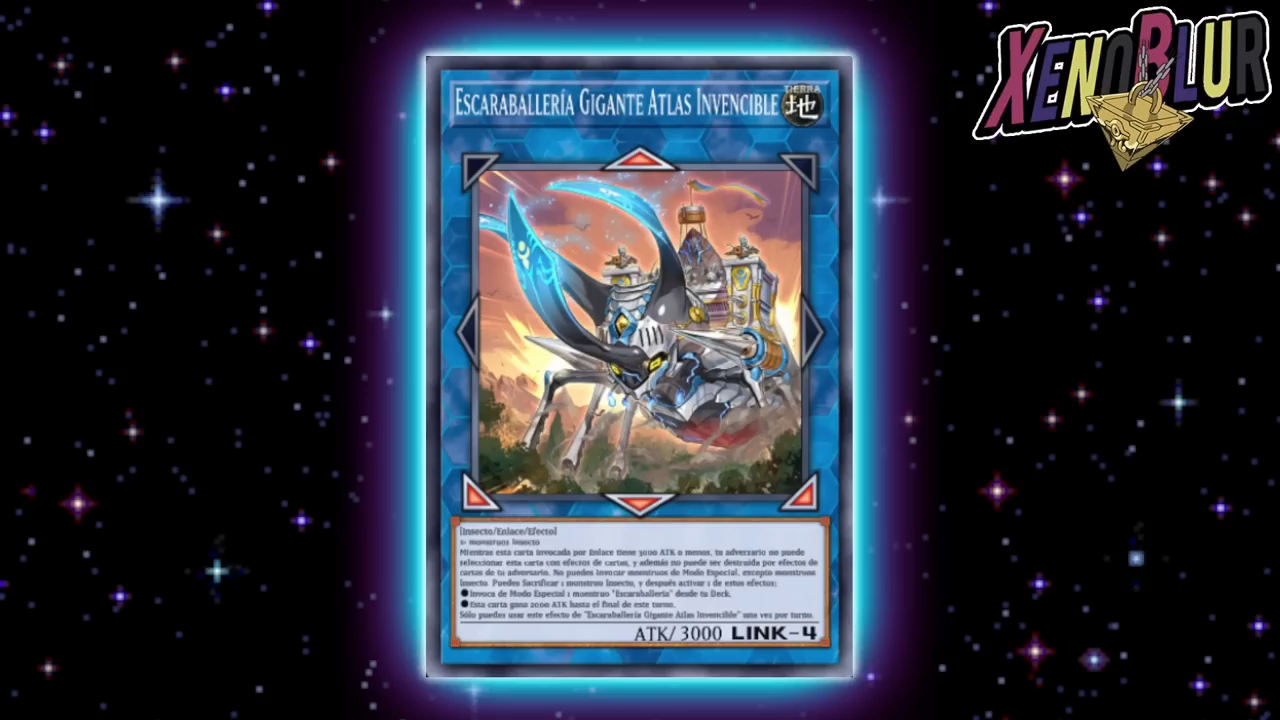 XENOBLUR
ESCARABALLERÍA GIGANTE ATLAS INVENCIBLE
TIERRA
地
[Insecto/Enlace/Efecto]
2+ monstruos Insecto
Mientras esta carta invocada por Enlace tiene 3000 ATK o menos, tu adversario no puede
seleccionar esta carta con efectos de cartas, y además no puede ser destruida por efectos de
cartas de tu adversario. No puedes invocar monstruos de Modo Especial, excepto monstruos
Insecto. Puedes Sacrificar 1 monstruo Insecto, y después activar 1 de estos efectos;
●Invoca de Modo Especial 1 monstruo "Escaraballería" desde tu Deck.
●Esta carta gana 2000 ATK hasta el final de este turno.
Sólo puedes usar este efecto de "Escaraballería Gigante Atlas Invencible" una vez por turno.
ATK/3000 LINK-4